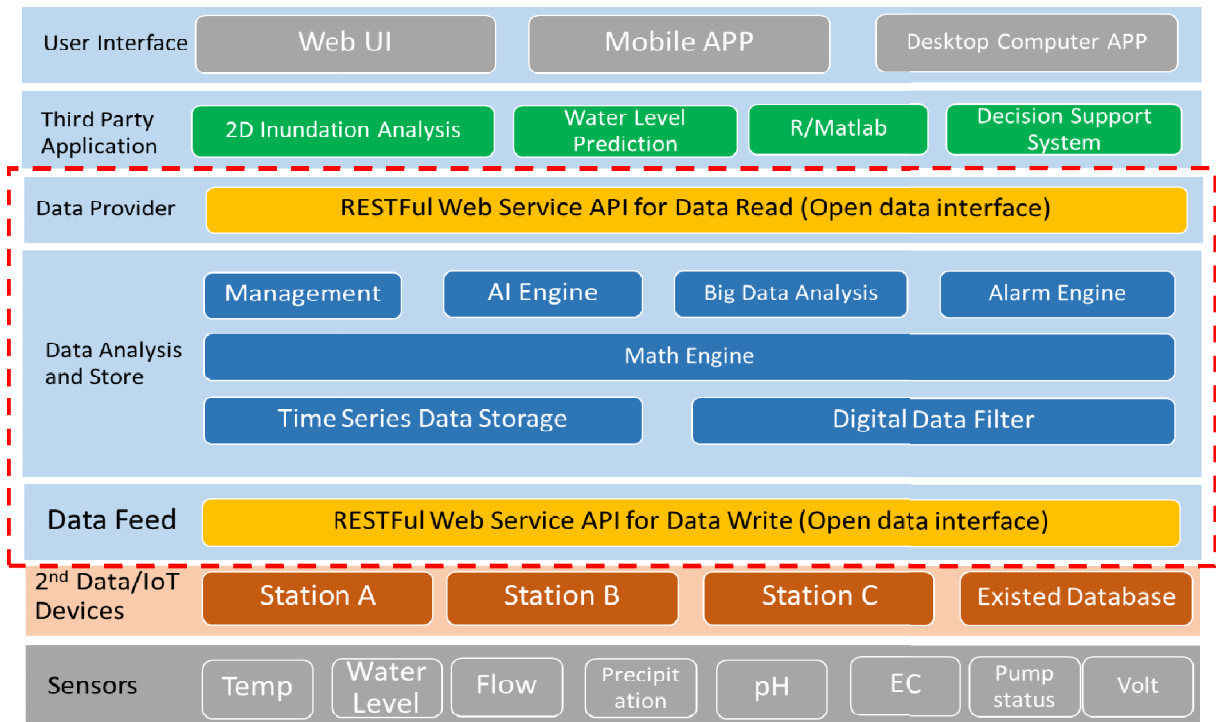 User Interface
Web UI
Mobile APP
Desktop Computer APP
Third Party
Application
2D Inundation Analysis
Water Level
Prediction
R/Matlab
Decision Support
System
Data Provider
RESTFul Web Service API for Data Read (Open data interface)
Data Analysis
and Store
Management
AI Engine
Big Data Analysis
Alarm Engine
Math Engine
Time Series Data Storage
Digital Data Filter
Data Feed
RESTFul Web Service API for Data Write (Open data interface)
2nd Data/IoT
Devices
Station A
Station B
Station C
Existed Database
Sensors
Temp
Water
Level
Flow
Precipit
ation
pH
EC
Pump
status
Volt